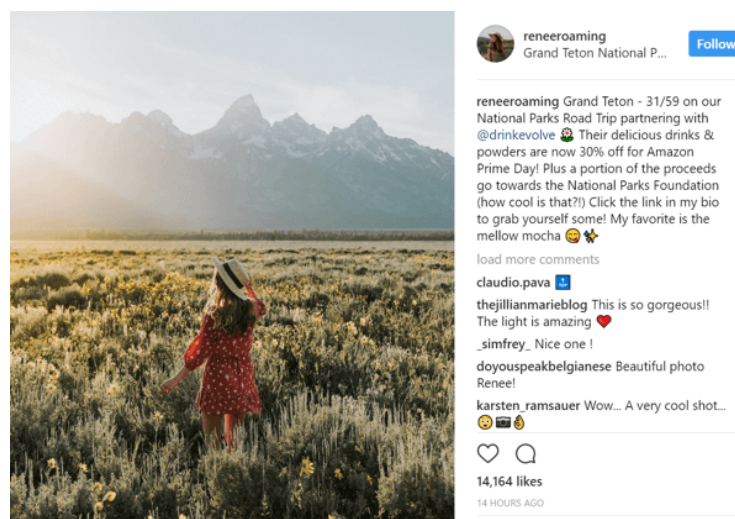 reneeroaming
Grand Teton National P...
Follow
reneeroaming Grand Teton - 31/59 on our
National Parks Road Trip partnering with
@drinkevolve 🌼 Their delicious drinks &
powders are now 30% off for Amazon
Prime Day! Plus a portion of the proceeds
go towards the National Parks Foundation
(how cool is that?!) Click the link in my bio
to grab yourself some! My favorite is the
mellow mocha 😋✨
load more comments
claudio.pava 🔝
thejillianmarieblog This is so gorgeous!!
The light is amazing ❤️
_simfrey_ Nice one !
doyouspeakbelgianese Beautiful photo
Renee!
karsten_ramsauer Wow... A very cool shot...
😲📷👌
14,164 likes
14 HOURS AGO